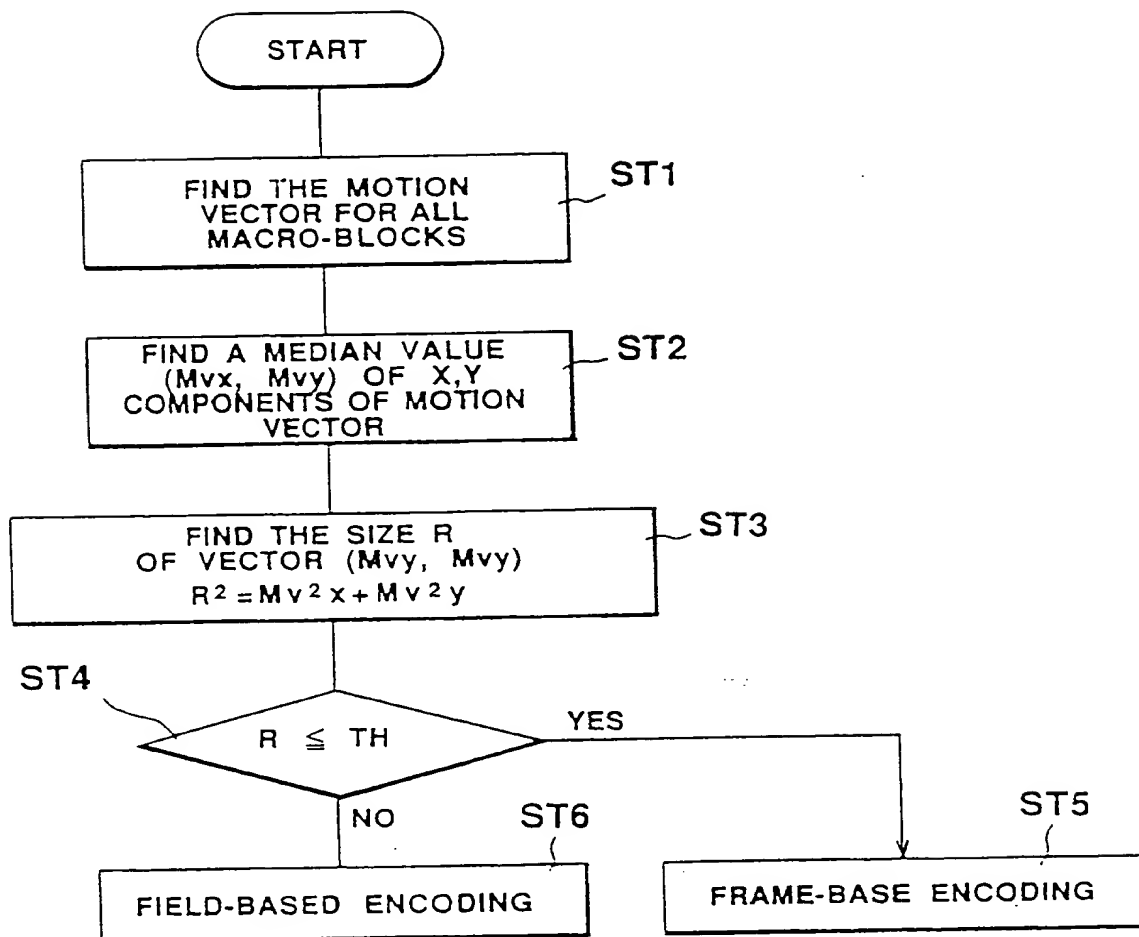 START
FIND THE MOTION
VECTOR FOR ALL
MACRO-BLOCKS
ST1
FIND A MEDIAN VALUE
(Mvx, Mvy) OF X,Y
COMPONENTS OF MOTION
VECTOR
ST2
FIND THE SIZE R
OF VECTOR (Mvy, Mvy)
R² = Mv²x + Mv²y
ST3
ST4
R ≦ TH
YES
NO
ST6
FIELD-BASED ENCODING
ST5
FRAME-BASE ENCODING